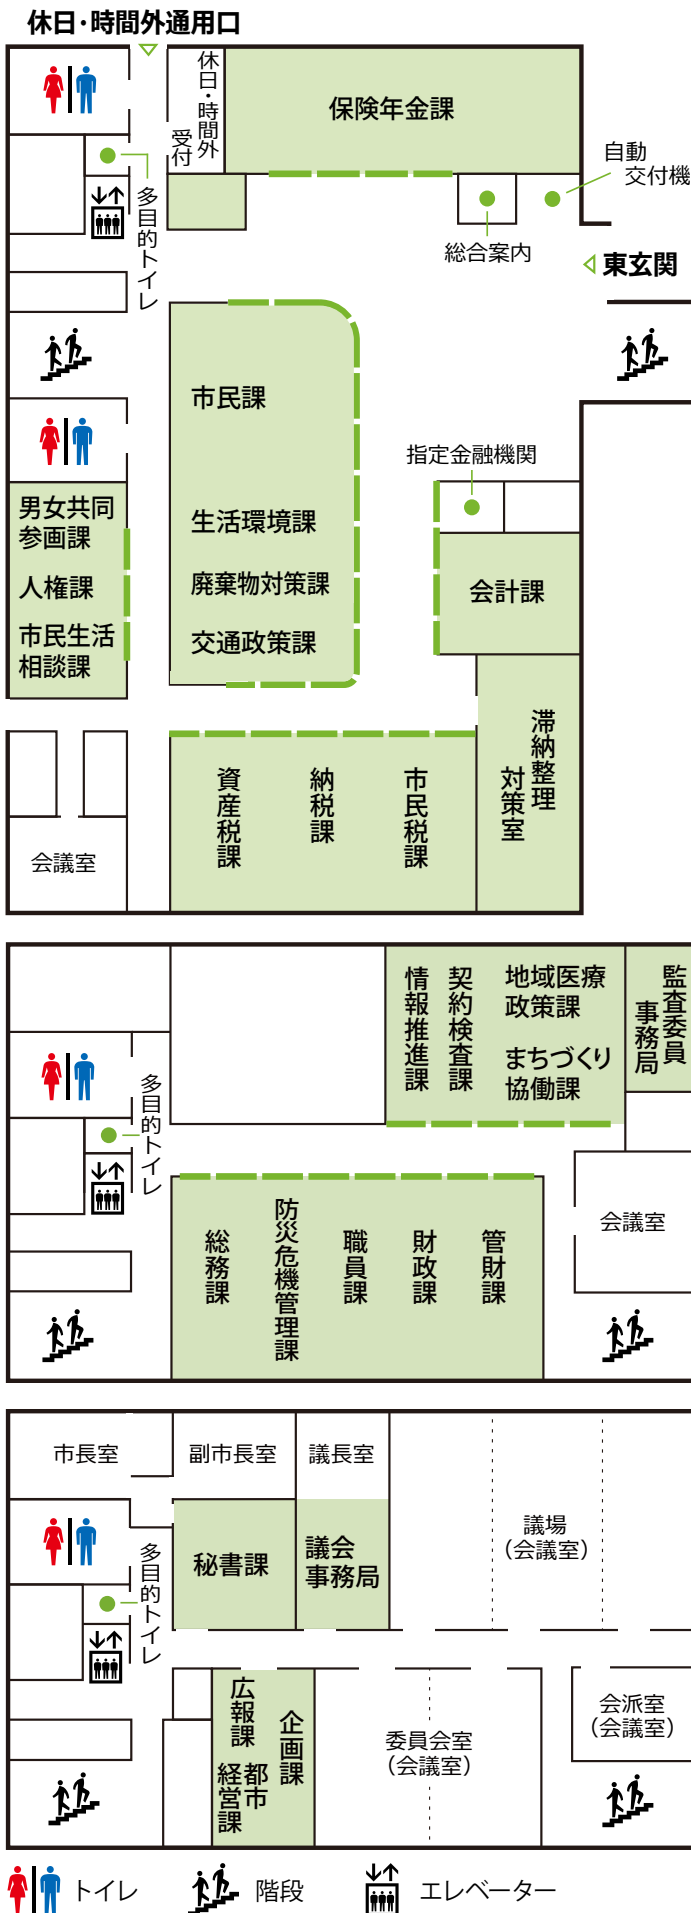 休日・時間外通用口
休日・時間外
受付
保険年金課
自動
交付機
多目的トイレ
総合案内
東玄関
市民課
指定金融機関
男女共同
参画課
生活環境課
人権課
廃棄物対策課
会計課
市民生活
相談課
交通政策課
滞納整理
対策室
資産税課
納税課
市民税課
会議室
情報推進課
契約検査課
地域医療
政策課
まちづくり
協働課
監査委員
事務局
多目的トイレ
会議室
総務課
防災危機管理課
職員課
財政課
管財課
市長室
副市長室
議長室
議場
(会議室)
多目的トイレ
秘書課
議会
事務局
広報課
都市
経営課
企画課
委員会室
(会議室)
会派室
(会議室)
トイレ
階段
エレベーター